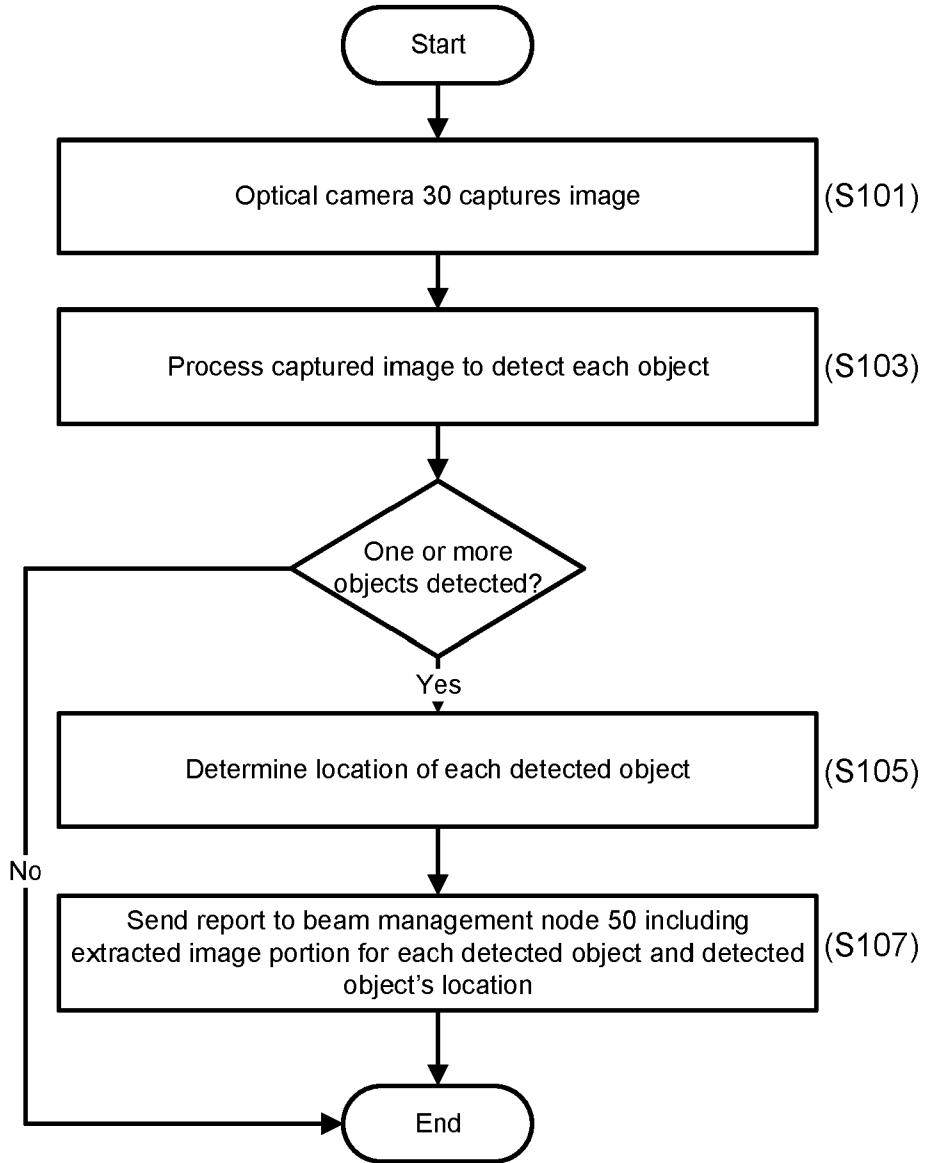 Start
Optical camera 30 captures image
(S101)
Process captured image to detect each object
(S103)
One or more
objects detected?
Yes
Determine location of each detected object
(S105)
No
Send report to beam management node 50 including
extracted image portion for each detected object and detected
object's location
(S107)
End